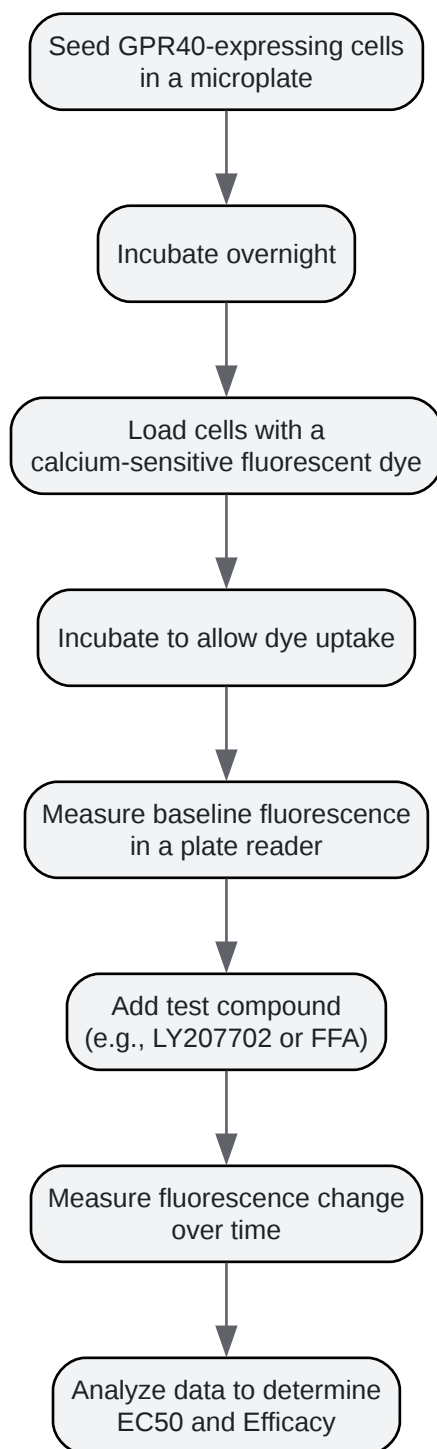 Seed GPR40-expressing cells
in a microplate
Incubate overnight
Load cells with a
calcium-sensitive fluorescent dye
Incubate to allow dye uptake
Measure baseline fluorescence
in a plate reader
Add test compound
(e.g., LY207702 or FFA)
Measure fluorescence change
over time
Analyze data to determine
EC50 and Efficacy